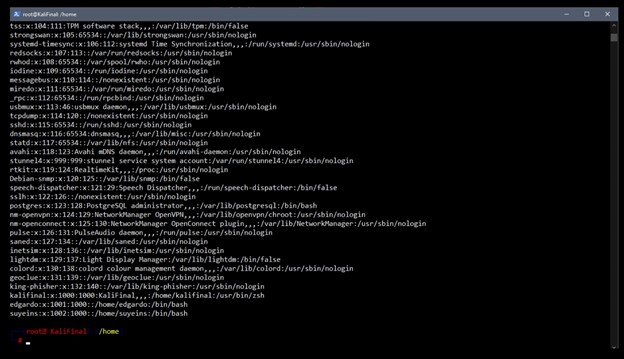 root@KaliFinal: /home
tss:x:104:111:TPM software stack,,,:/var/lib/tpm:/bin/false
strongswan:x:105:65534::/var/lib/strongswan:/usr/sbin/nologin
systemd-timesync:x:106:112:systemd Time Synchronization,,,:/run/systemd:/usr/sbin/nologin
redsocks:x:107:113::/var/run/redsocks:/usr/sbin/nologin
rwhod:x:108:65534::/var/spool/rwho:/usr/sbin/nologin
iodine:x:109:65534::/run/iodine:/usr/sbin/nologin
messagebus:x:110:114::/nonexistent:/usr/sbin/nologin
miredo:x:111:65534::/var/run/miredo:/usr/sbin/nologin
_rpc:x:112:65534::/run/rpcbind:/usr/sbin/nologin
usbmux:x:113:46:usbmux daemon,,,:/var/lib/usbmux:/usr/sbin/nologin
tcpdump:x:114:120::/nonexistent:/usr/sbin/nologin
sshd:x:115:65534::/run/sshd:/usr/sbin/nologin
dnsmasq:x:116:65534:dnsmasq,,,:/var/lib/misc:/usr/sbin/nologin
statd:x:117:65534::/var/lib/nfs:/usr/sbin/nologin
avahi:x:118:123:Avahi mDNS daemon,,,:/run/avahi-daemon:/usr/sbin/nologin
stunnel4:x:999:999:stunnel service system account:/var/run/stunnel4:/usr/sbin/nologin
rtkit:x:119:124:RealtimeKit,,,:/proc:/usr/sbin/nologin
Debian-snmp:x:120:125::/var/lib/snmp:/bin/false
speech-dispatcher:x:121:29:Speech Dispatcher,,,:/run/speech-dispatcher:/bin/false
sslh:x:122:126::/nonexistent:/usr/sbin/nologin
postgres:x:123:128:PostgreSQL administrator,,,:/var/lib/postgresql:/bin/bash
nm-openvpn:x:124:129:NetworkManager OpenVPN,,,:/var/lib/openvpn/chroot:/usr/sbin/nologin
nm-openconnect:x:125:130:NetworkManager OpenConnect plugin,,,:/var/lib/NetworkManager:/usr/sbin/nologin
pulse:x:126:131:PulseAudio daemon,,,:/run/pulse:/usr/sbin/nologin
saned:x:127:134::/var/lib/saned:/usr/sbin/nologin
inetsim:x:128:136::/var/lib/inetsim:/usr/sbin/nologin
lightdm:x:129:137:Light Display Manager:/var/lib/lightdm:/bin/false
colord:x:130:138:colord colour management daemon,,,:/var/lib/colord:/usr/sbin/nologin
geoclue:x:131:139::/var/lib/geoclue:/usr/sbin/nologin
king-phisher:x:132:140::/var/lib/king-phisher:/usr/sbin/nologin
kalifinal:x:1000:1000:KaliFinal,,,:/home/kalifinal:/usr/bin/zsh
edgardo:x:1001:1000::/home/edgardo:/bin/bash
suyeins:x:1002:1000::/home/suyeins:/bin/bash
root@ KaliFinal /home
#